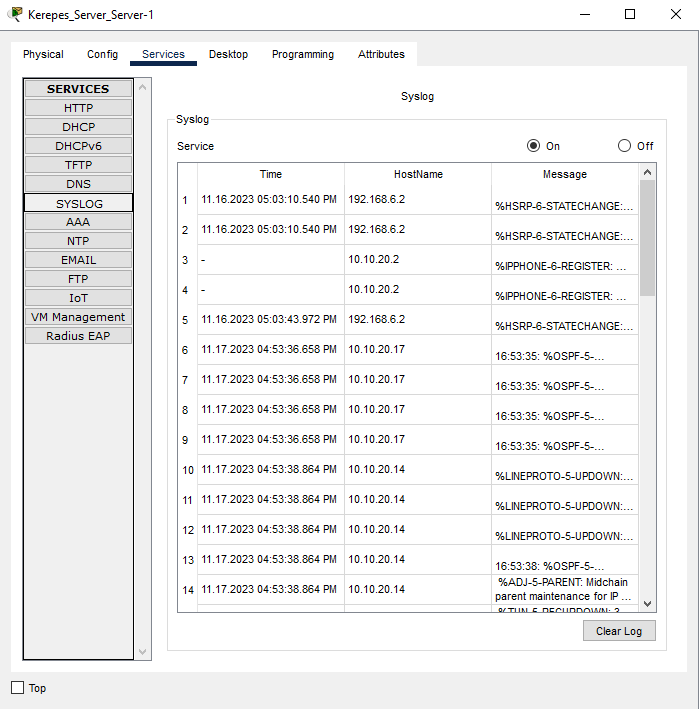 Kerepes_Server_Server-1
Physical Config Services Desktop Programming Attributes
SERVICES
HTTP
DHCP
DHCPv6
TFTP
DNS
SYSLOG
AAA
NTP
EMAIL
FTP
IoT
VM Management
Radius EAP
Syslog
Syslog
Service On Off
Time HostName Message
1 11.16.2023 05:03:10.540 PM 192.168.6.2 %HSRP-6-STATECHANGE:...
2 11.16.2023 05:03:10.540 PM 192.168.6.2 %HSRP-6-STATECHANGE:...
3 - 10.10.20.2 %IPPHONE-6-REGISTER: ...
4 - 10.10.20.2 %IPPHONE-6-REGISTER: ...
5 11.16.2023 05:03:43.972 PM 192.168.6.2 %HSRP-6-STATECHANGE:...
6 11.17.2023 04:53:36.658 PM 10.10.20.17 16:53:35: %OSPF-5-...
7 11.17.2023 04:53:36.658 PM 10.10.20.17 16:53:35: %OSPF-5-...
8 11.17.2023 04:53:36.658 PM 10.10.20.17 16:53:35: %OSPF-5-...
9 11.17.2023 04:53:36.658 PM 10.10.20.17 16:53:35: %OSPF-5-...
10 11.17.2023 04:53:38.864 PM 10.10.20.14 %LINEPROTO-5-UPDOWN:...
11 11.17.2023 04:53:38.864 PM 10.10.20.14 %LINEPROTO-5-UPDOWN:...
12 11.17.2023 04:53:38.864 PM 10.10.20.14 %LINEPROTO-5-UPDOWN:...
13 11.17.2023 04:53:38.864 PM 10.10.20.14 16:53:38: %OSPF-5-...
14 11.17.2023 04:53:38.864 PM 10.10.20.14 %ADJ-5-PARENT: Midchain
parent maintenance for IP ...
Clear Log
Top